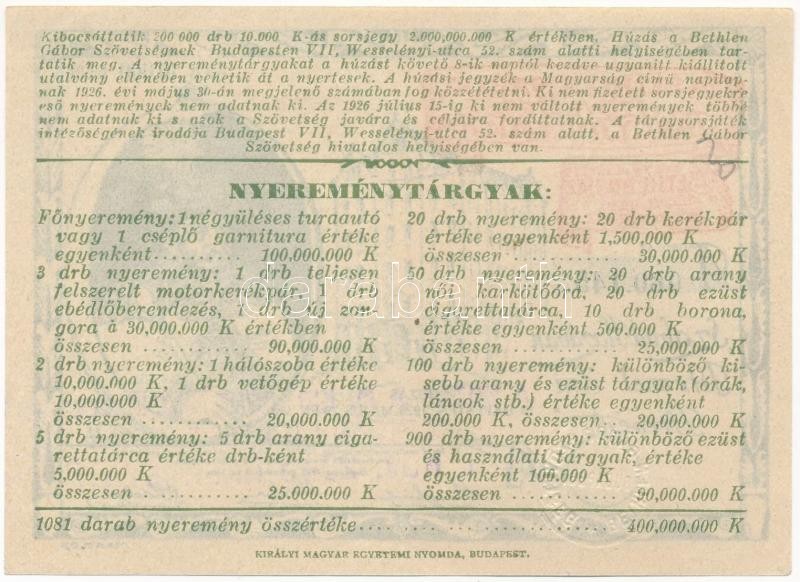 Kibocsáttatik 200 000 drb 10.000 K-ás sorsjegy 2.000,000.000 K értékben. Húzás a Bethlen
Gábor Szövetségnek Budapesten VII, Wesselényi-utca 52. szám alatti helyiségében tar-
tatik meg. A nyereménytárgyakat a húzást követő 8-ik naptól kezdve ugyanitt kiállított
utalvány ellenében vehetik át a nyertesek. A húzási jegyzék a Magyarság című napilap-
nak 1926. évi május 30-án megjelenő számában fog közzététetni. Ki nem fizetett sorsjegyekre
eső nyeremények nem adatnak ki. Az 1926 július 15-ig ki nem váltott nyeremények többé
nem adatnak ki s azok a Szövetség javára és céljaira fordíttatnak. A tárgysorsjáték
intézőségének irodája Budapest VII, Wesselényi-utca 52. szám alatt, a Bethlen Gábor
Szövetség hivatalos helyiségében van.
NYEREMÉNYTÁRGYAK:
Főnyeremény: 1 négyüléses turaautó
vagy 1 cséplő garnitura értéke
egyenként.................. 100,000.000 K
3 drb nyeremény: 1 drb teljesen
felszerelt motorkerékpár, 1 drb
ebédlőberendezés, 1 drb új zon-
gora à 30,000.000 K értékben
összesen ............ 90,000.000 K
2 drb nyeremény: 1 hálószoba értéke
10,000.000 K, 1 drb vetőgép értéke
10,000.000 K
összesen ............ 20,000.000 K
5 drb nyeremény: 5 drb arany ciga-
rettatárca értéke drb-ként
5,000.000 K
összesen ............ 25.000.000 K
20 drb nyeremény: 20 drb kerékpár
értéke egyenként 1,500.000 K
összesen ............ 30,000.000 K
50 drb nyeremény: 20 drb arany
női karkötőóra, 20 drb ezüst
cigarettatárca, 10 drb borona,
értéke egyenként 500.000 K
összesen ............ 25,000.000 K
100 drb nyeremény: különböző ki-
sebb arany és ezüst tárgyak (órák,
láncok stb.) értéke egyenként
200.000 K, összesen .. 20,000.000 K
900 drb nyeremény: különböző ezüst
és használati tárgyak, értéke
egyenként 100.000 K
összesen ............ 90,000.000 K
1081 darab nyeremény összértéke.................................. 400,000,000 K
KIRÁLYI MAGYAR EGYETEMI NYOMDA, BUDAPEST.
darabanth